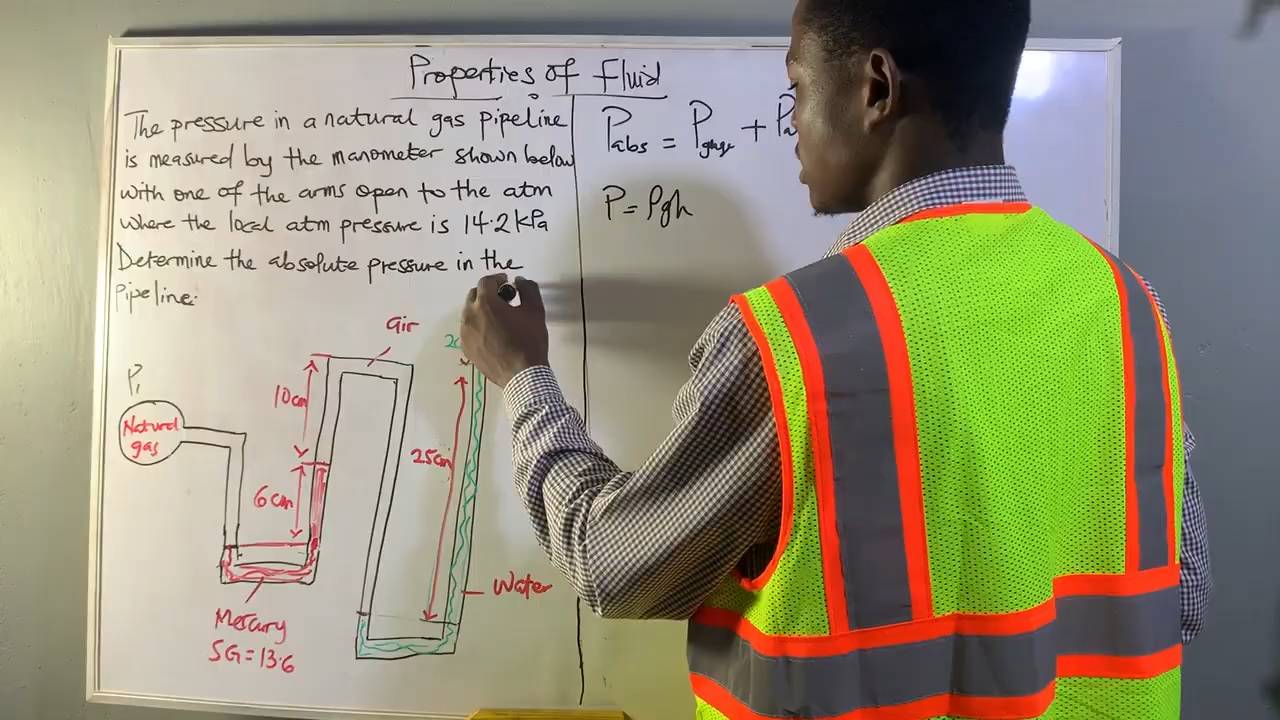 Properties of Fluid
The pressure in a natural gas pipeline
is measured by the manometer shown below
with one of the arms open to the atm
where the local atm pressure is 14.2 kPa
Determine the absolute pressure in the
Pipeline.
Pabs = Pgage +
P = ρgh
air
P1
10cm
Natural
gas
25cm
6cm
Water
Mercury
SG = 13.6